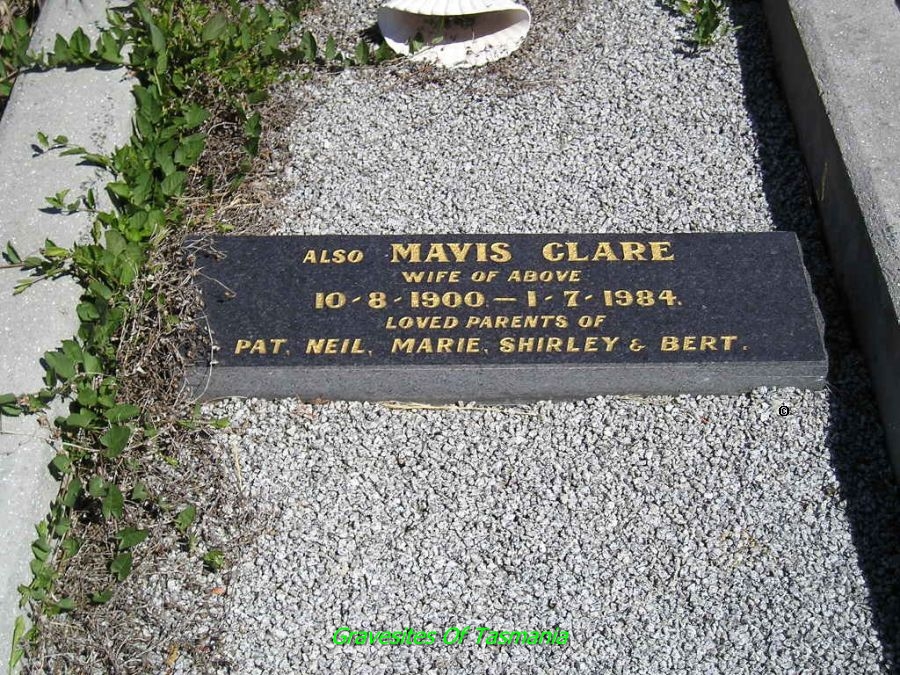 ALSO MAVIS CLARE
WIFE OF ABOVE
10-8-1900.—1-7-1984.
LOVED PARENTS OF
PAT, NEIL, MARIE, SHIRLEY & BERT.
Gravesites Of Tasmania